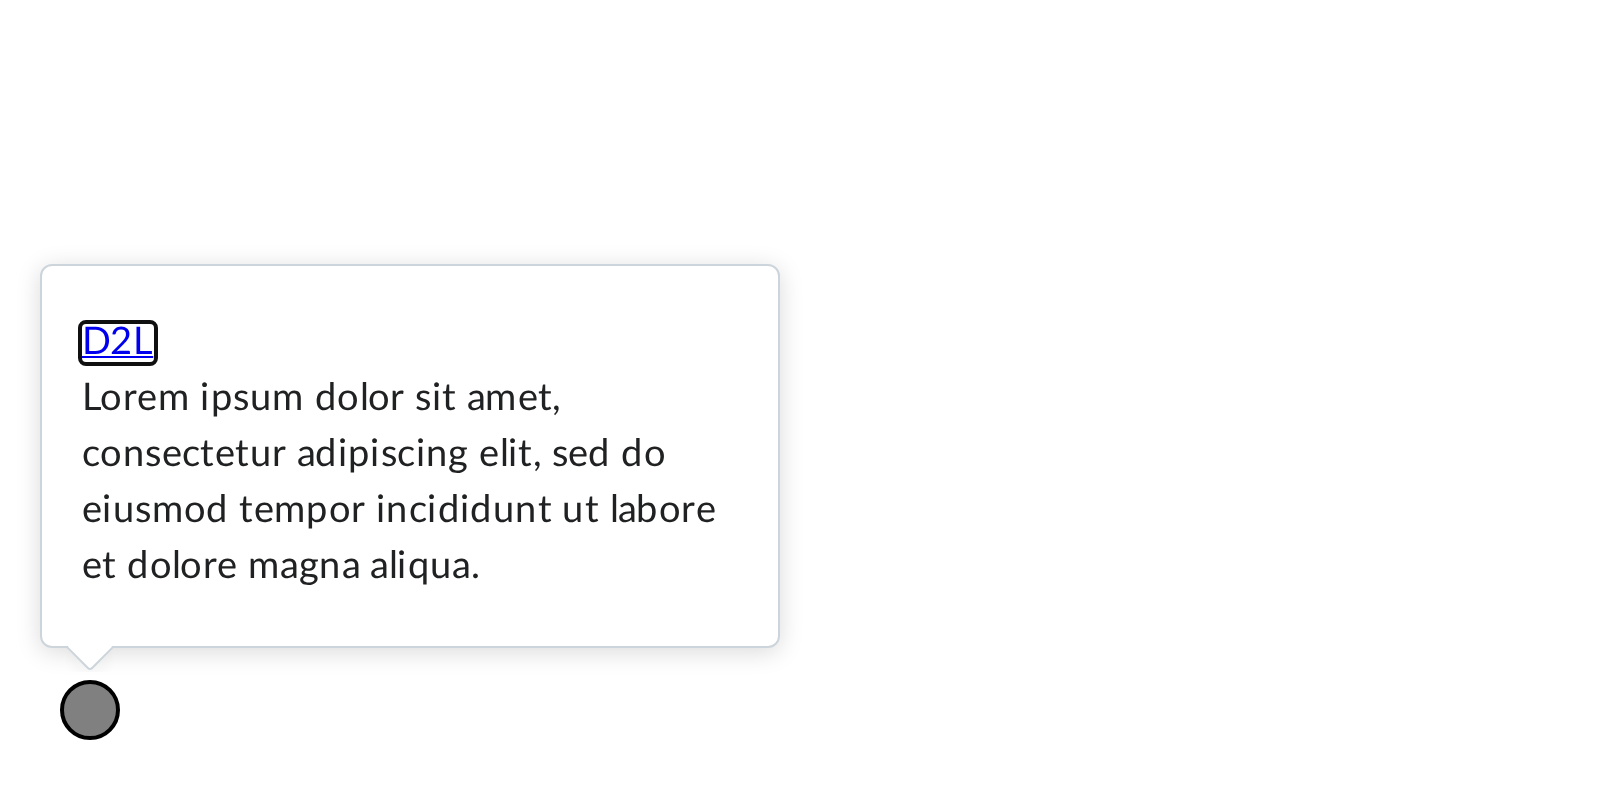 D2L
Lorem ipsum dolor sit amet,
consectetur adipiscing elit, sed do
eiusmod tempor incididunt ut labore
et dolore magna aliqua.